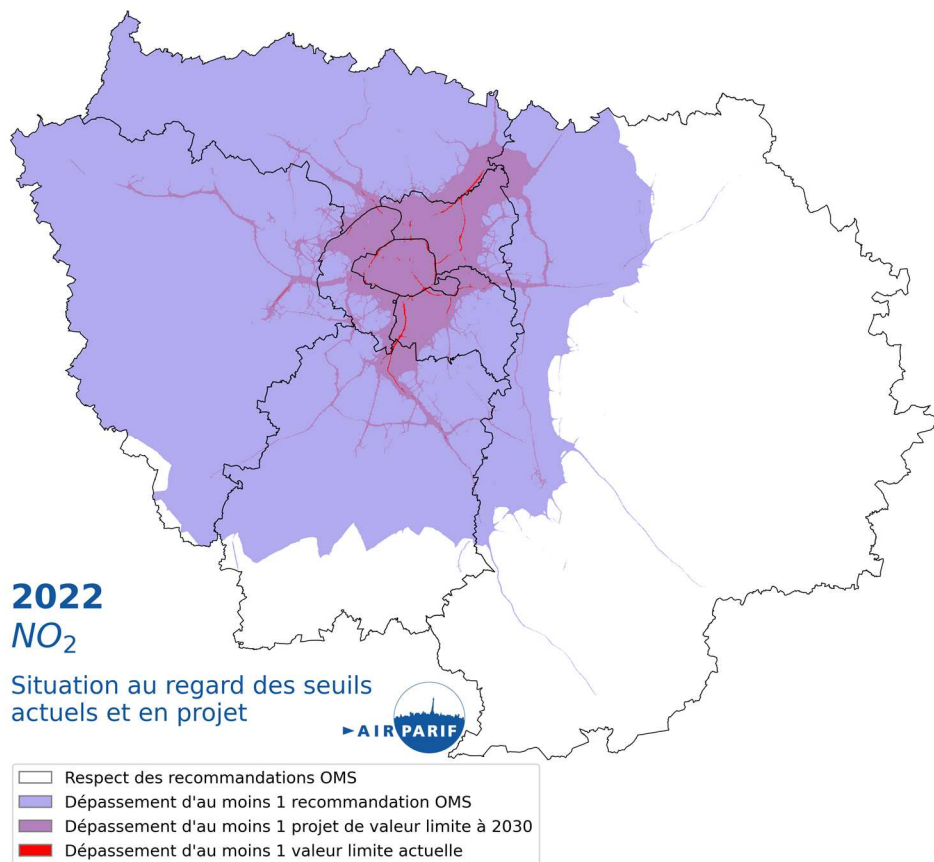 2022
NO₂
Situation au regard des seuils
actuels et en projet
AIRPARIF
Respect des recommandations OMS
Dépassement d'au moins 1 recommandation OMS
Dépassement d'au moins 1 projet de valeur limite à 2030
Dépassement d'au moins 1 valeur limite actuelle